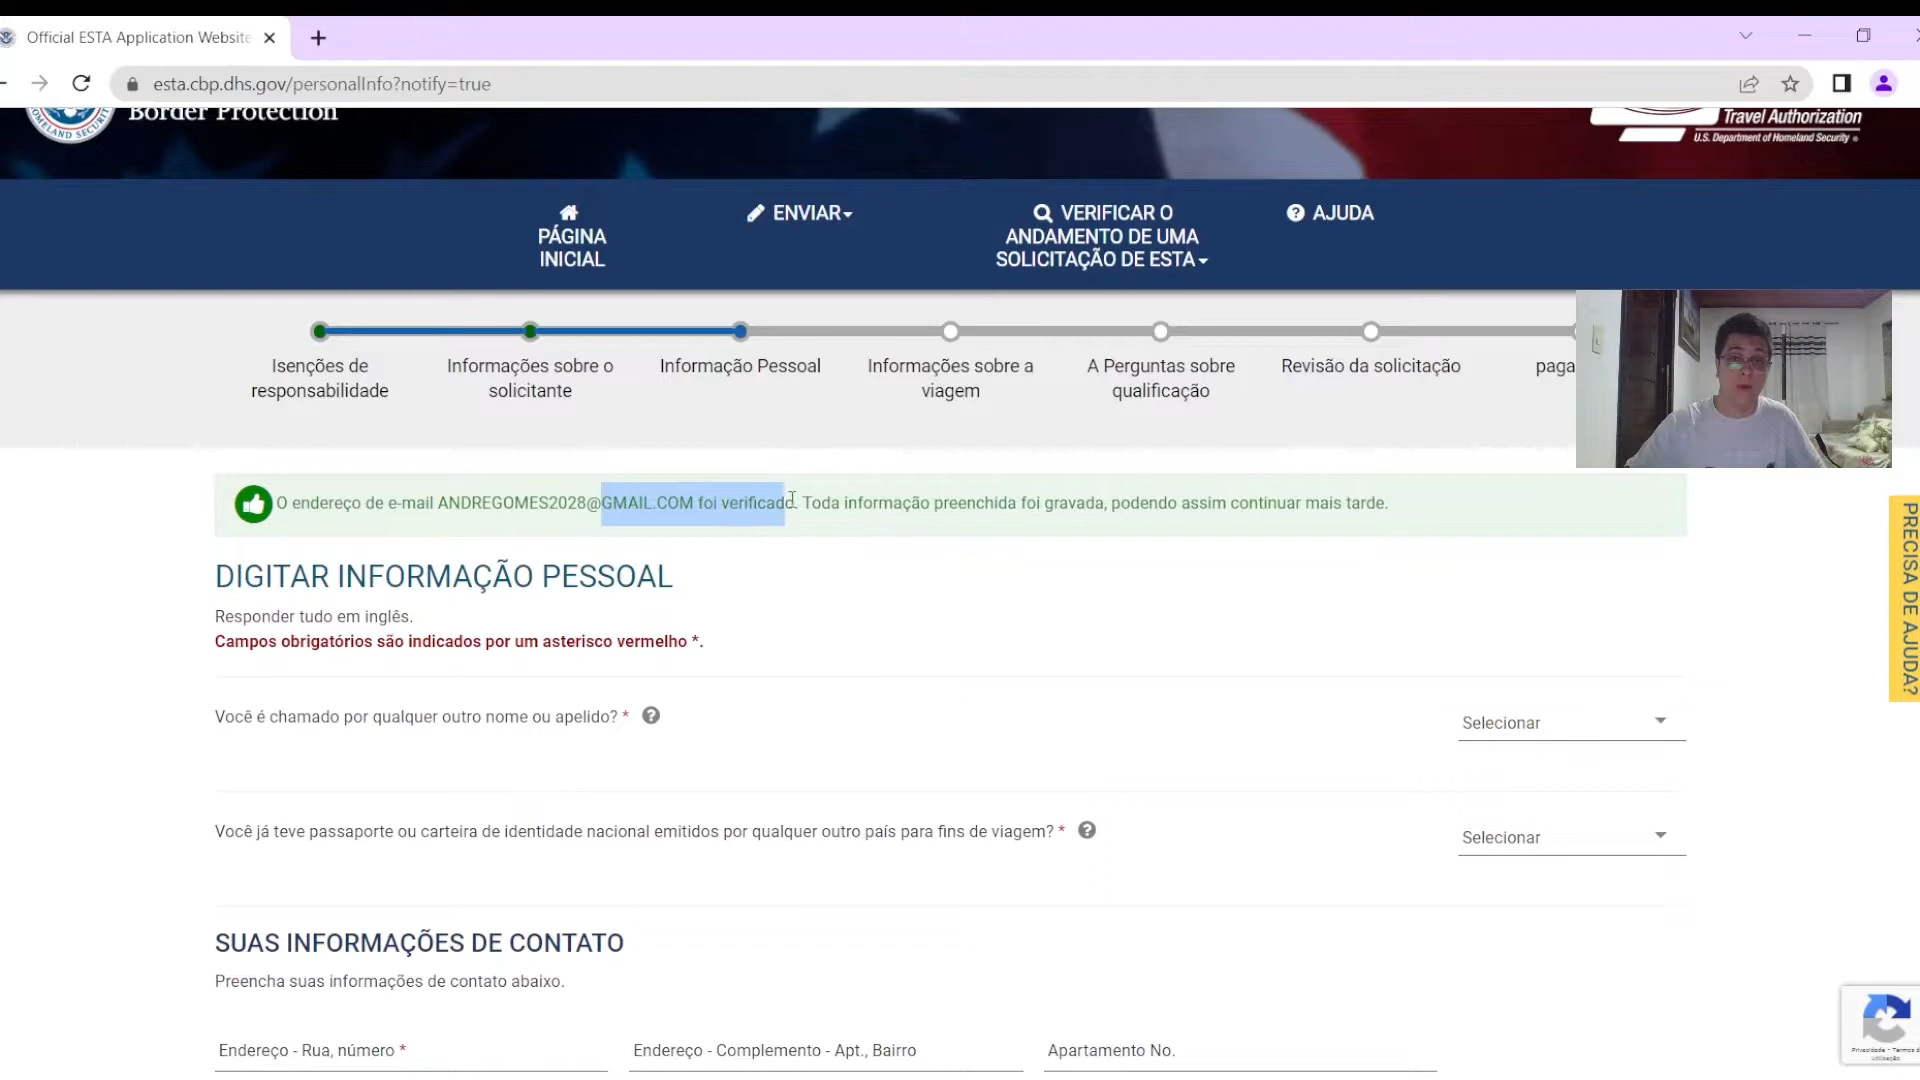 Official ESTA Application Website
esta.cbp.dhs.gov/personalInfo?notify=true
HOMELAND SECURITY
Border Protection
Travel Authorization
U.S. Department of Homeland Security
PÁGINA
INICIAL
ENVIAR
VERIFICAR O
ANDAMENTO DE UMA
SOLICITAÇÃO DE ESTA
AJUDA
Isenções de
responsabilidade
Informações sobre o
solicitante
Informação Pessoal
Informações sobre a
viagem
A Perguntas sobre
qualificação
Revisão da solicitação
paga
O endereço de e-mail ANDREGOMES2028@GMAIL.COM foi verificado. Toda informação preenchida foi gravada, podendo assim continuar mais tarde.
PRECISA DE AJUDA?
DIGITAR INFORMAÇÃO PESSOAL
Responder tudo em inglês.
Campos obrigatórios são indicados por um asterisco vermelho *.
Você é chamado por qualquer outro nome ou apelido? *
Selecionar
Você já teve passaporte ou carteira de identidade nacional emitidos por qualquer outro país para fins de viagem? *
Selecionar
SUAS INFORMAÇÕES DE CONTATO
Preencha suas informações de contato abaixo.
Endereço - Rua, número *
Endereço - Complemento - Apt., Bairro
Apartamento No.
Privacidade - Termos d
Utilização